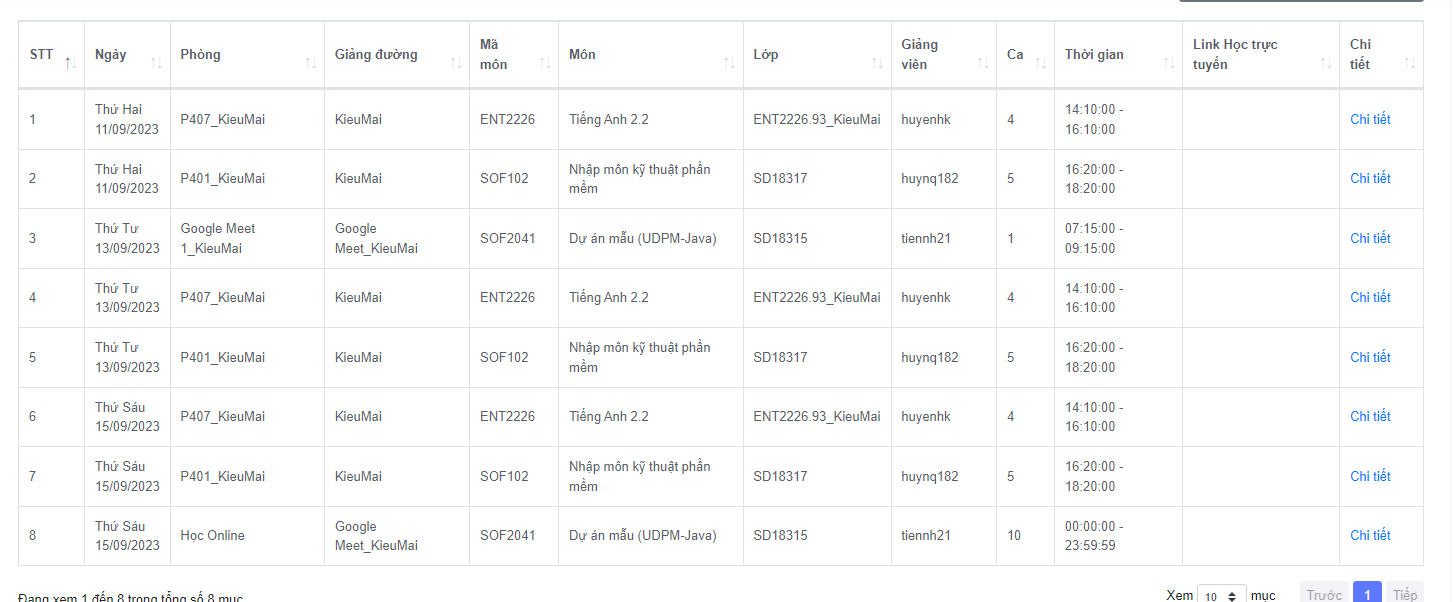 STT Ngày Phòng Giảng đường Mã môn Môn Lớp Giảng viên Ca Thời gian Link Học trực tuyến Chi tiết
1 Thứ Hai 11/09/2023 P407_KieuMai KieuMai ENT2226 Tiếng Anh 2.2 ENT2226.93_KieuMai huyenhk 4 14:10:00 - 16:10:00 Chi tiết
2 Thứ Hai 11/09/2023 P401_KieuMai KieuMai SOF102 Nhập môn kỹ thuật phần mềm SD18317 huynq182 5 16:20:00 - 18:20:00 Chi tiết
3 Thứ Tư 13/09/2023 Google Meet 1_KieuMai Google Meet_KieuMai SOF2041 Dự án mẫu (UDPM-Java) SD18315 tiennh21 1 07:15:00 - 09:15:00 Chi tiết
4 Thứ Tư 13/09/2023 P407_KieuMai KieuMai ENT2226 Tiếng Anh 2.2 ENT2226.93_KieuMai huyenhk 4 14:10:00 - 16:10:00 Chi tiết
5 Thứ Tư 13/09/2023 P401_KieuMai KieuMai SOF102 Nhập môn kỹ thuật phần mềm SD18317 huynq182 5 16:20:00 - 18:20:00 Chi tiết
6 Thứ Sáu 15/09/2023 P407_KieuMai KieuMai ENT2226 Tiếng Anh 2.2 ENT2226.93_KieuMai huyenhk 4 14:10:00 - 16:10:00 Chi tiết
7 Thứ Sáu 15/09/2023 P401_KieuMai KieuMai SOF102 Nhập môn kỹ thuật phần mềm SD18317 huynq182 5 16:20:00 - 18:20:00 Chi tiết
8 Thứ Sáu 15/09/2023 Học Online Google Meet_KieuMai SOF2041 Dự án mẫu (UDPM-Java) SD18315 tiennh21 10 00:00:00 - 23:59:59 Chi tiết
Đang xem 1 đến 8 trong tổng số 8 mục Xem 10 mục Trước 1 Tiếp